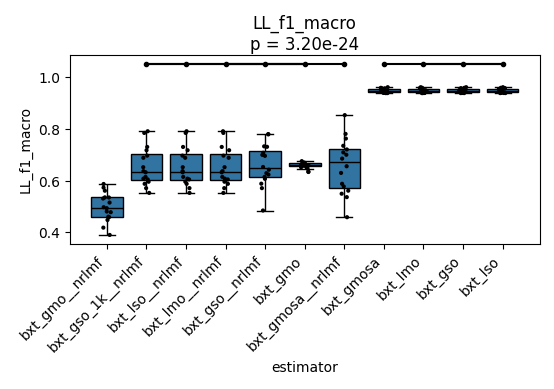 LL_f1_macro
p = 3.20e-24
LL_f1_macro
1.0
0.8
0.6
0.4
bxt_gmo__nrlmf
bxt_gso_1k__nrlmf
bxt_lso__nrlmf
bxt_lmo__nrlmf
bxt_gso__nrlmf
bxt_gmo
bxt_gmosa__nrlmf
bxt_gmosa
bxt_lmo
bxt_gso
bxt_lso
estimator